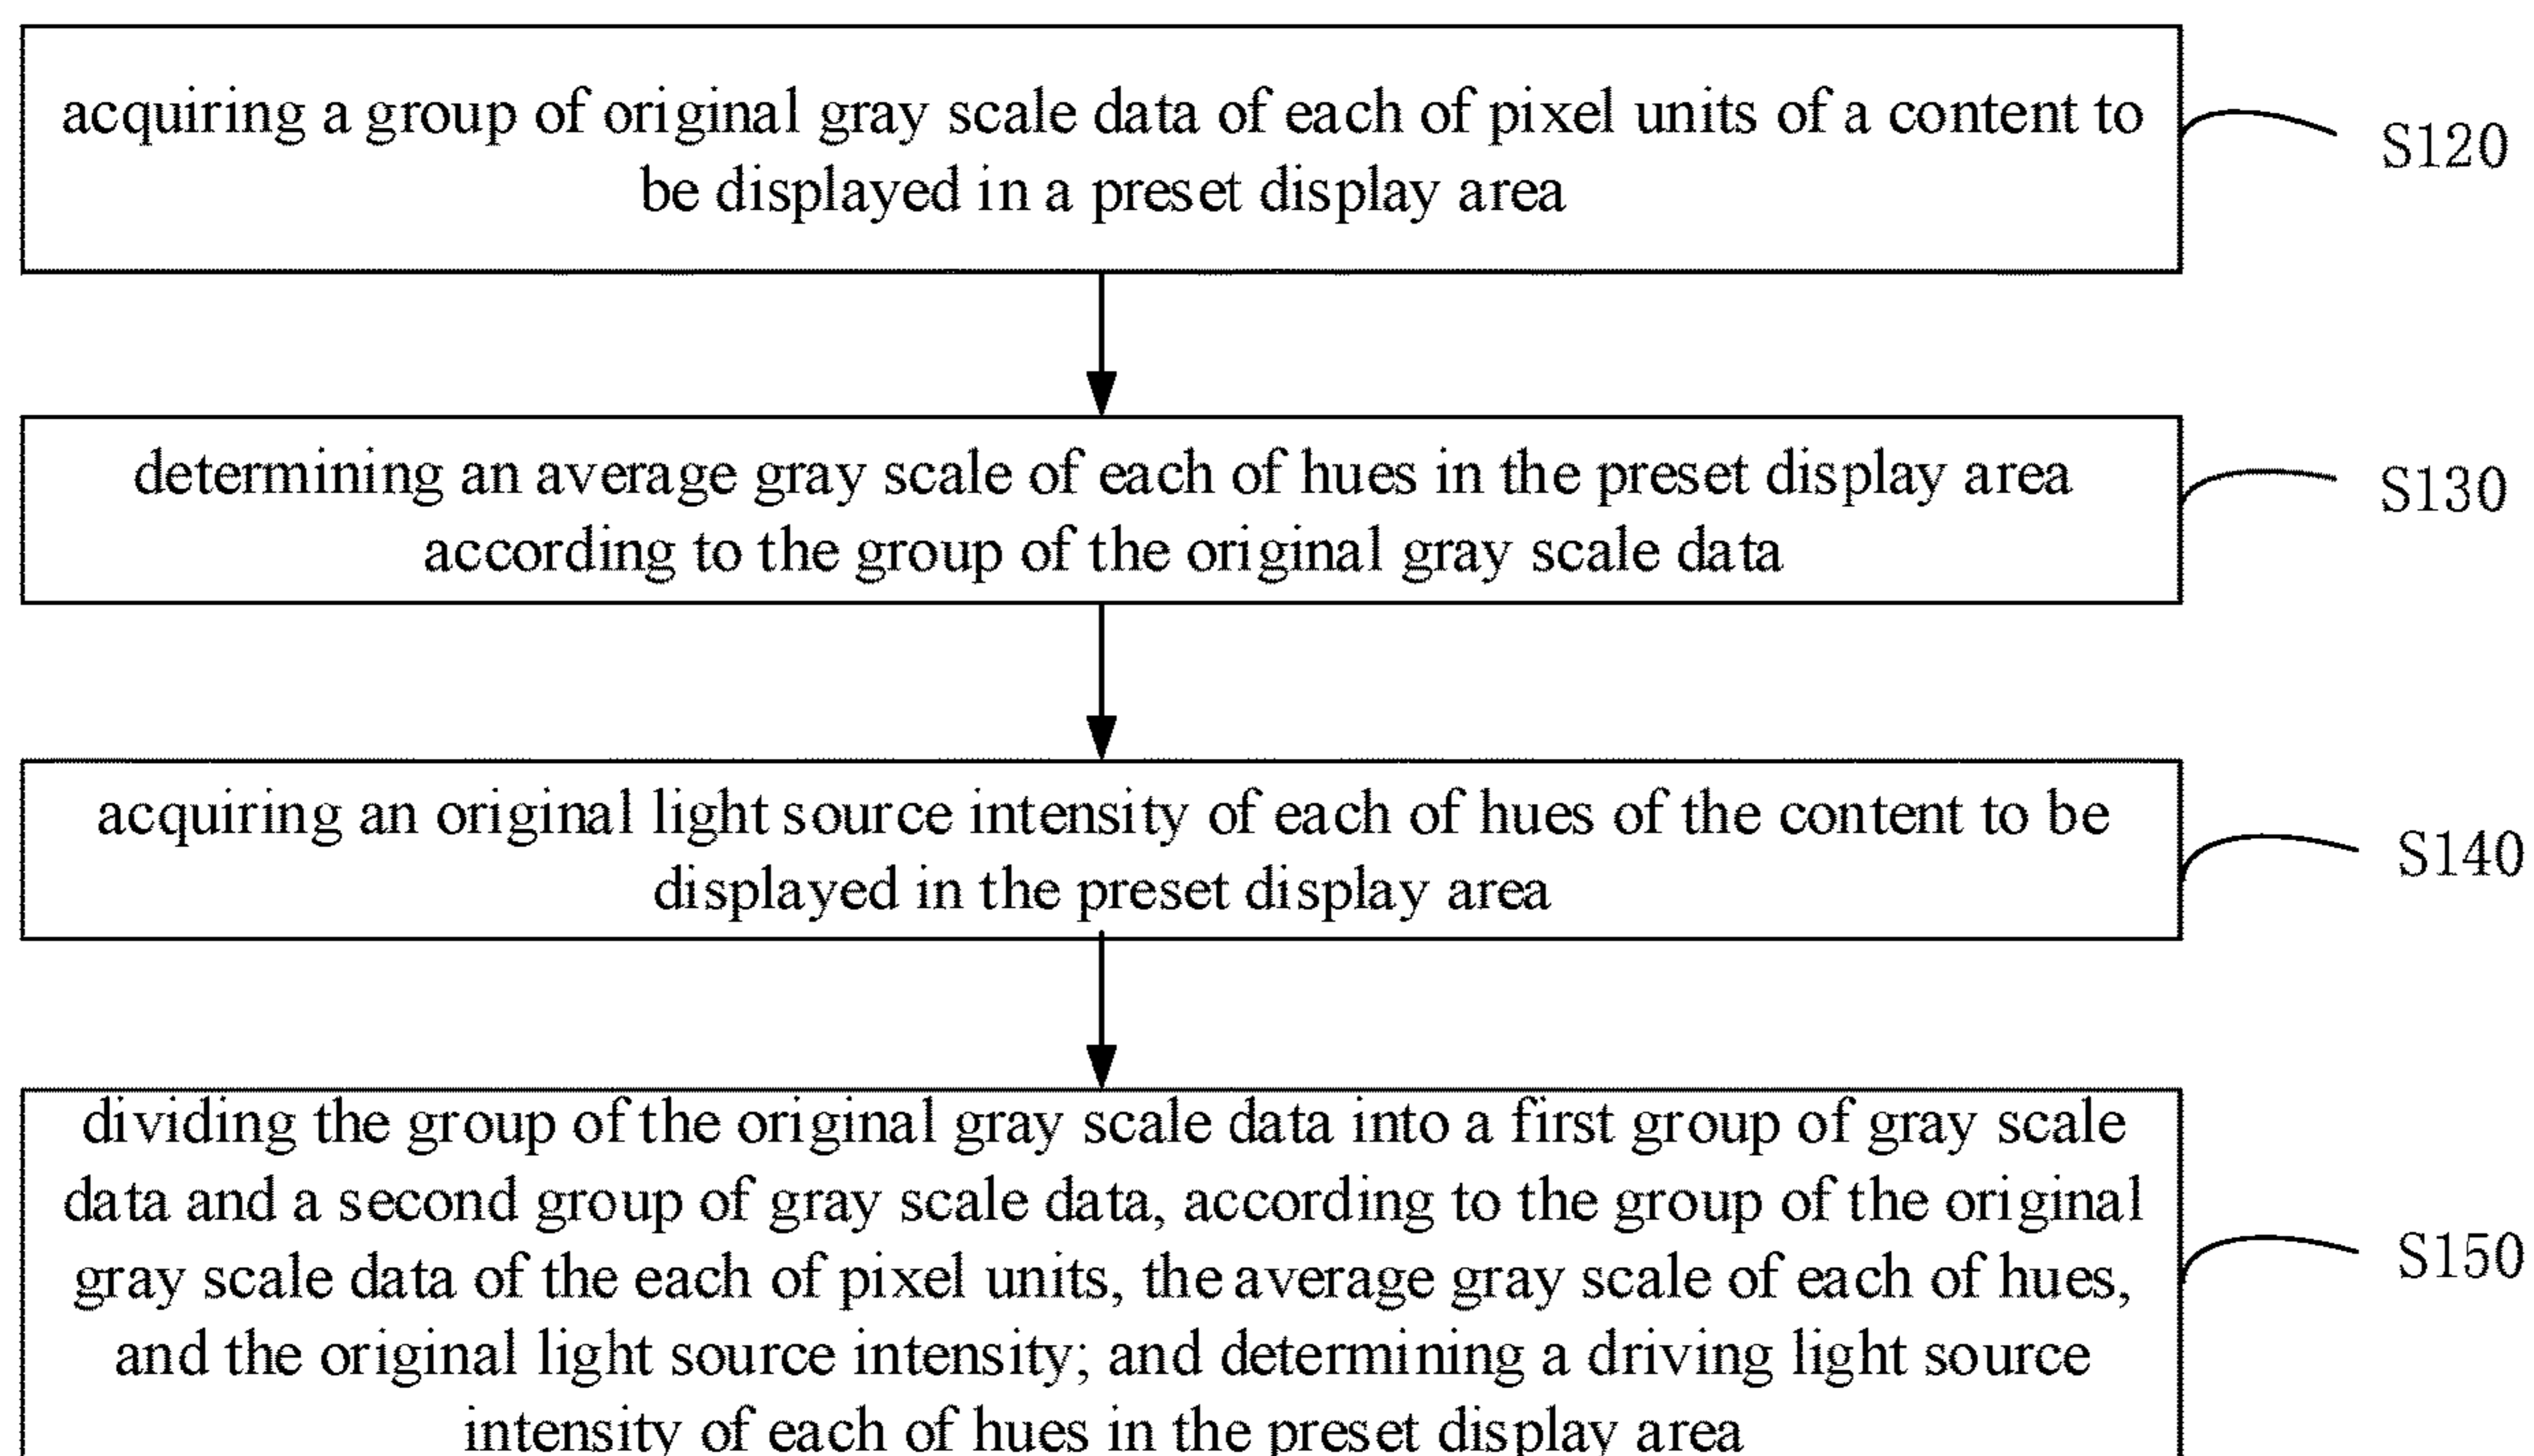 acquiring a group of original gray scale data of each of pixel units of a content to
be displayed in a preset display area
S120
determining an average gray scale of each of hues in the preset display area
according to the group of the original gray scale data
S130
acquiring an original light source intensity of each of hues of the content to be
displayed in the preset display area
S140
dividing the group of the original gray scale data into a first group of gray scale
data and a second group of gray scale data, according to the group of the original
gray scale data of the each of pixel units, the average gray scale of each of hues,
and the original light source intensity; and determining a driving light source
intensity of each of hues in the preset display area
S150